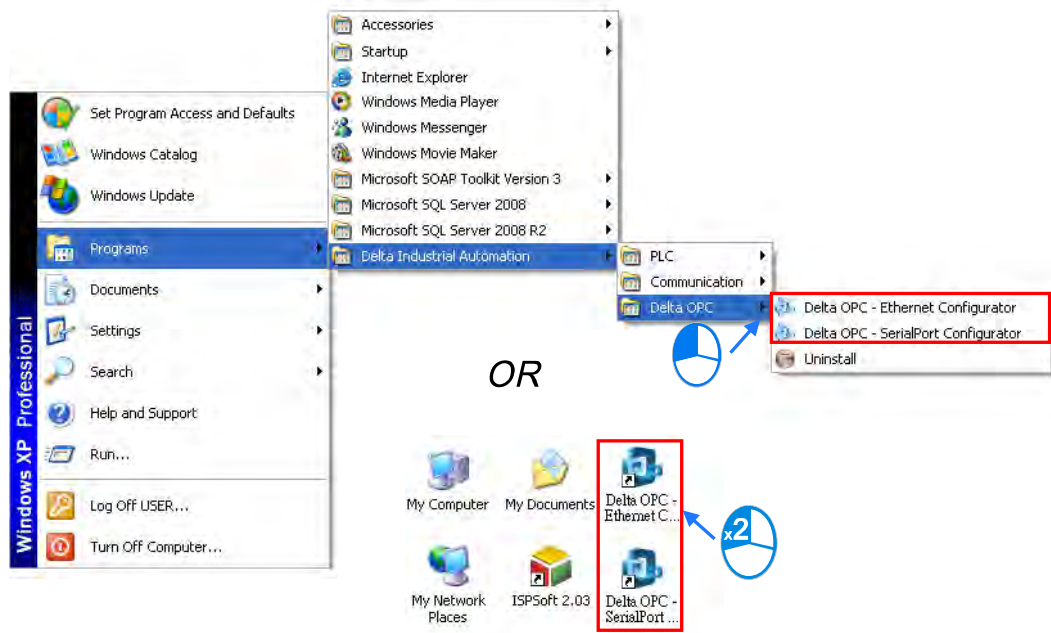 Accessories
Startup
Internet Explorer
Windows Media Player
Windows Messenger
Windows Movie Maker
Microsoft SOAP Toolkit Version 3
Microsoft SQL Server 2008
Microsoft SQL Server 2008 R2
Delta Industrial Automation
PLC
Communication
Delta OPC
Delta OPC - Ethernet Configurator
Delta OPC - SerialPort Configurator
Uninstall
Windows XP Professional
Set Program Access and Defaults
Windows Catalog
Windows Update
Programs
Documents
Settings
Search
Help and Support
Run...
Log Off USER...
Turn Off Computer...
OR
My Computer
My Documents
Delta OPC -
Ethernet C...
x2
My Network
Places
ISPSoft 2.03
Delta OPC -
SerialPort ...